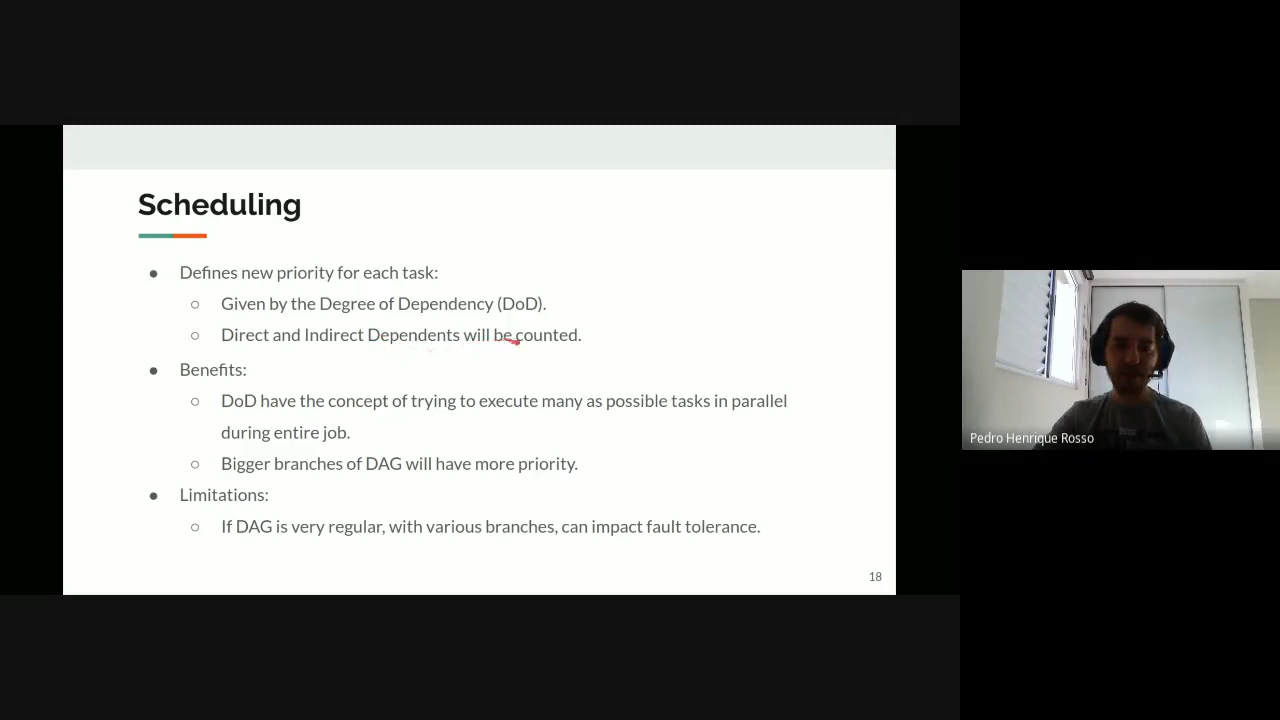 Scheduling
● Defines new priority for each task:
○ Given by the Degree of Dependency (DoD).
○ Direct and Indirect Dependents will be counted.
● Benefits:
○ DoD have the concept of trying to execute many as possible tasks in parallel
during entire job.
○ Bigger branches of DAG will have more priority.
● Limitations:
○ If DAG is very regular, with various branches, can impact fault tolerance.
18
Pedro Henrique Rosso